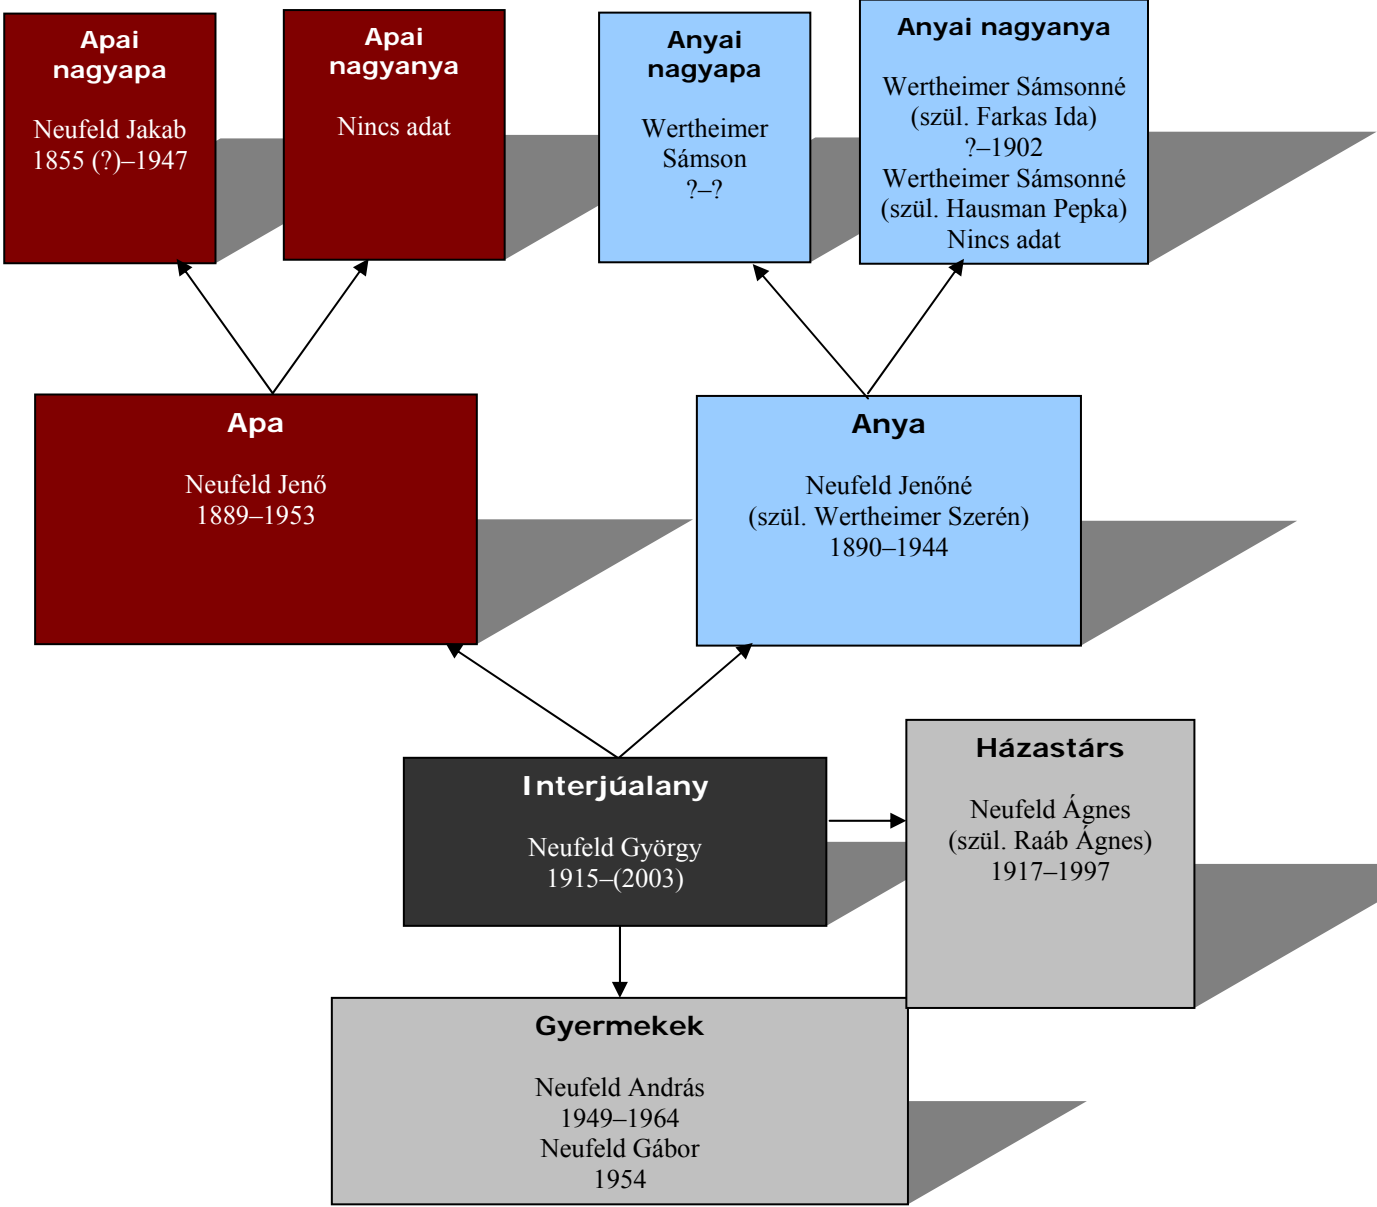 Apai
nagyapa
Neufeld Jakab
1855 (?)–1947
Apai
nagyanya
Nincs adat
Anyai
nagyapa
Wertheimer
Sámson
?–?
Anyai nagyanya
Wertheimer Sámsonné
(szül. Farkas Ida)
?–1902
Wertheimer Sámsonné
(szül. Hausman Pepka)
Nincs adat
Apa
Neufeld Jenő
1889–1953
Anya
Neufeld Jenőné
(szül. Wertheimer Szerén)
1890–1944
Interjúalany
Neufeld György
1915–(2003)
Házastárs
Neufeld Ágnes
(szül. Raáb Ágnes)
1917–1997
Gyermekek
Neufeld András
1949–1964
Neufeld Gábor
1954